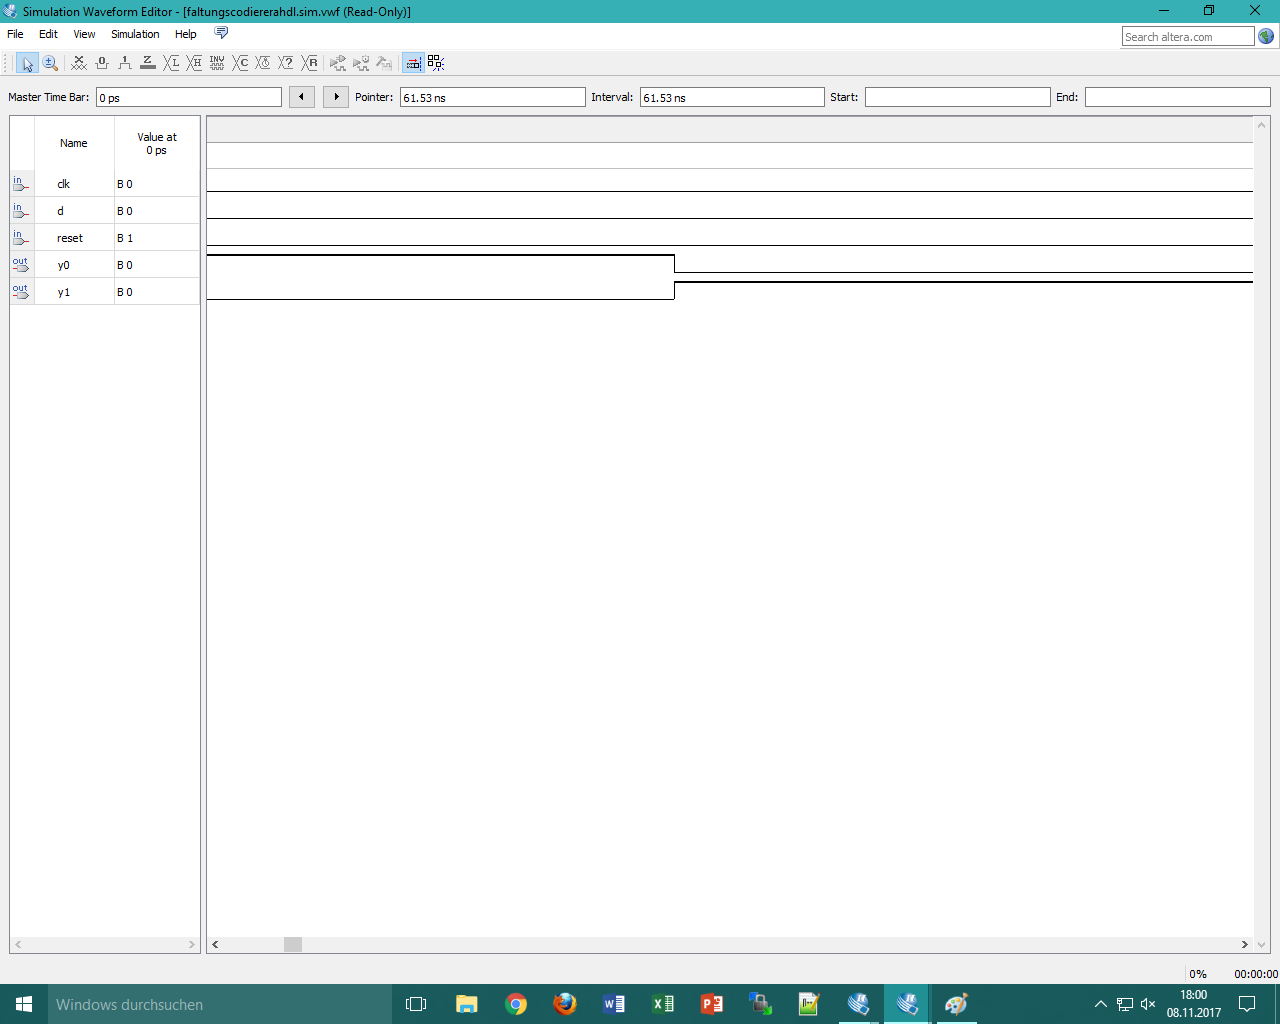 Simulation Waveform Editor - [faltungscodiererahdl.sim.vwf (Read-Only)]
File Edit View Simulation Help
Search altera.com
Master Time Bar: 0 ps Pointer: 61.53 ns Interval: 61.53 ns Start: End:
Name Value at 0 ps
in clk B 0
in d B 0
in reset B 1
out y0 B 0
out y1 B 0
0% 00:00:00
Windows durchsuchen
18:00
08.11.2017